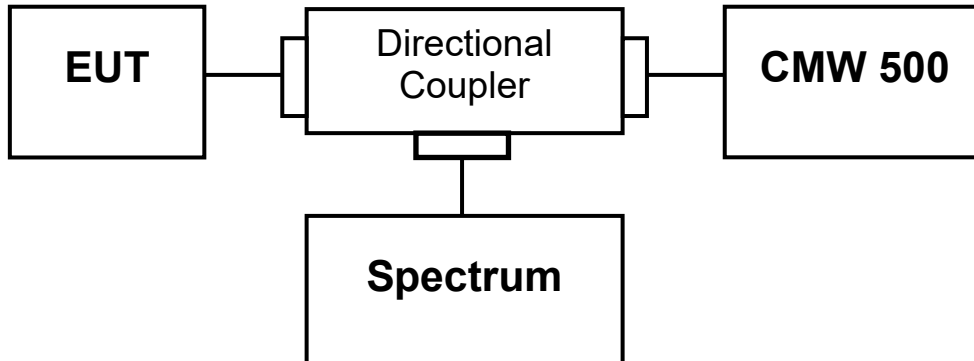 EUT
Directional
Coupler
CMW 500
Spectrum